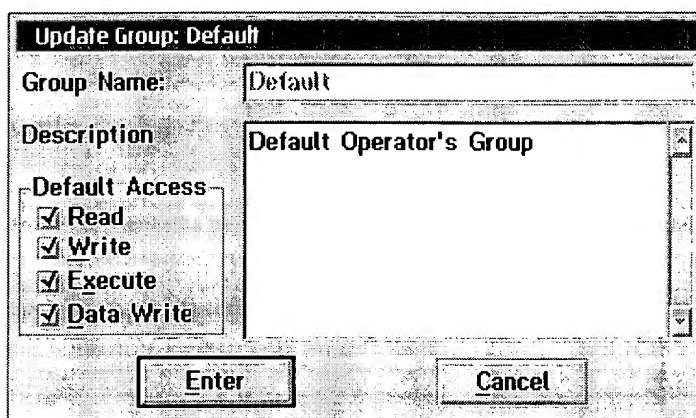 Update Group: Default
Group Name: Default
Description Default Operator's Group
Default Access
Read
Write
Execute
Data Write
Enter Cancel